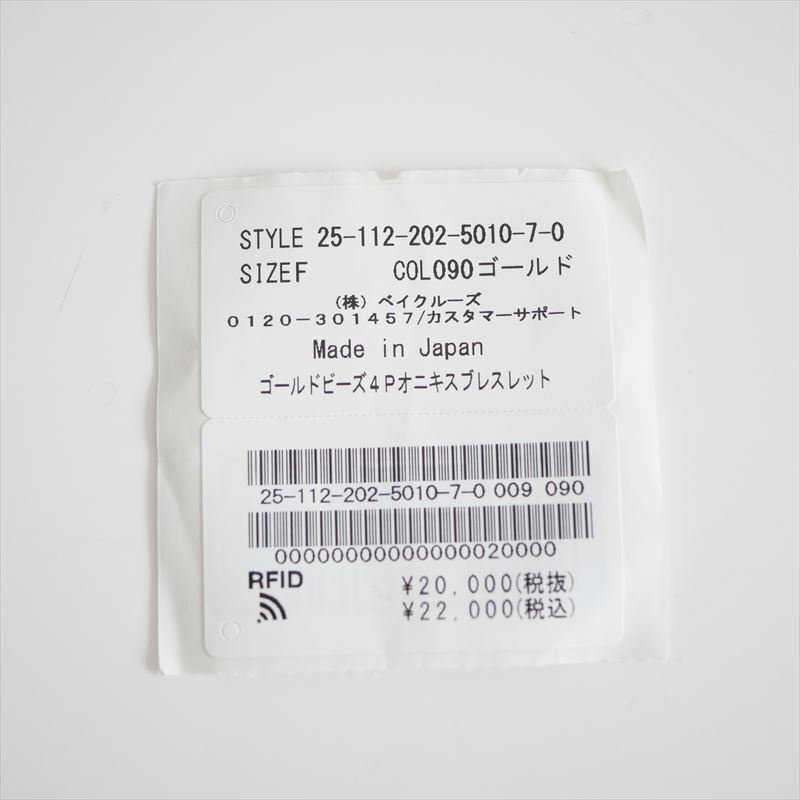 STYLE 25-112-202-5010-7-0
SIZEF COL090ゴールド
（株）ベイクルーズ
０１２０－３０１４５７/カスタマーサポート
Made in Japan
ゴールドビーズ４Ｐオニキスブレスレット
25-112-202-5010-7-0 009 090
00000000000000020000
RFID
¥20,000(税抜)
¥22,000(税込)